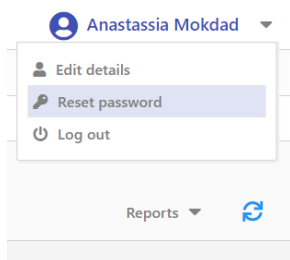 Anastassia Mokdad
Edit details
Reset password
Log out
Reports